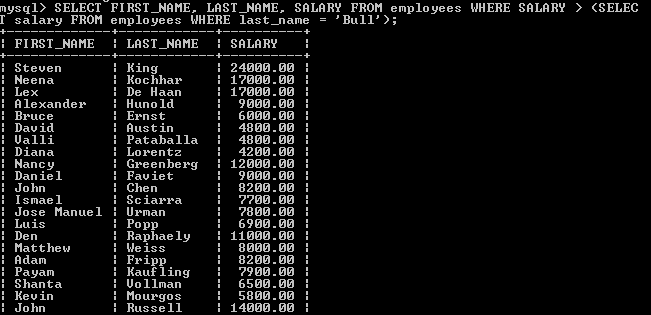 mysql> SELECT FIRST_NAME, LAST_NAME, SALARY FROM employees WHERE SALARY > (SELEC
T salary FROM employees WHERE last_name = 'Bull');
FIRST_NAME | LAST_NAME | SALARY
Steven | King | 24000.00
Neena | Kochhar | 17000.00
Lex | De Haan | 17000.00
Alexander | Hunold | 9000.00
Bruce | Ernst | 6000.00
David | Austin | 4800.00
Valli | Pataballa | 4800.00
Diana | Lorentz | 4200.00
Nancy | Greenberg | 12000.00
Daniel | Faviet | 9000.00
John | Chen | 8200.00
Ismael | Sciarra | 7700.00
Jose Manuel | Urman | 7800.00
Luis | Popp | 6900.00
Den | Raphaely | 11000.00
Matthew | Weiss | 8000.00
Adam | Fripp | 8200.00
Payam | Kaufling | 7900.00
Shanta | Vollman | 6500.00
Kevin | Mourgos | 5800.00
John | Russell | 14000.00